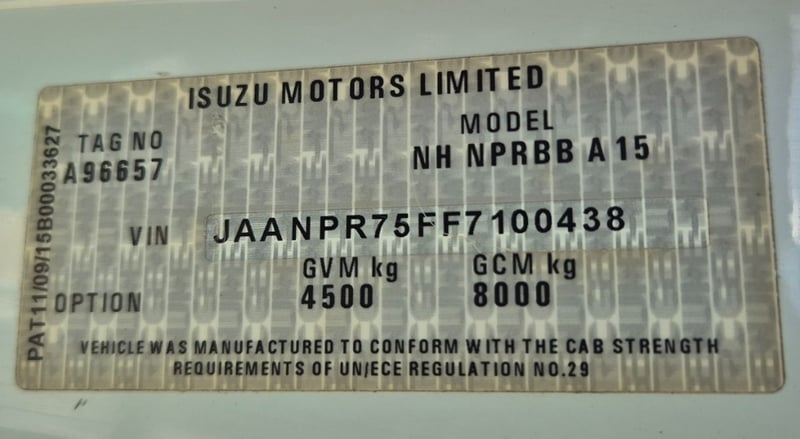 ISUZU MOTORS LIMITED
TAG NO
A96657
MODEL
NH NPRBB A 15
VIN JAANPR75FF7100438
GVM kg
4500
GCM kg
8000
OPTION
VEHICLE WAS MANUFACTURED TO CONFORM WITH THE CAB STRENGTH
REQUIREMENTS OF UN/ECE REGULATION NO.29
PAT11/09/15B00033627